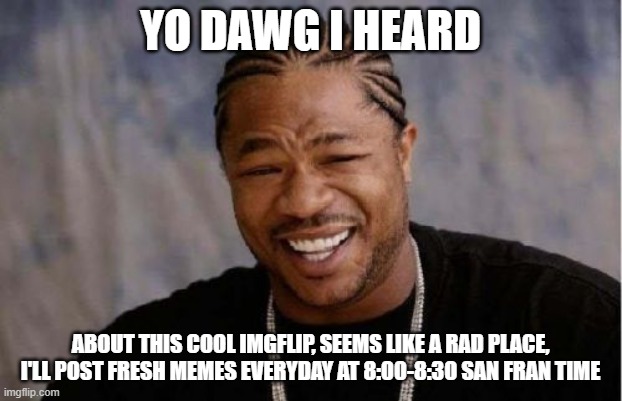 YO DAWG I HEARD
ABOUT THIS COOL IMGFLIP, SEEMS LIKE A RAD PLACE,
I'LL POST FRESH MEMES EVERYDAY AT 8:00-8:30 SAN FRAN TIME
imgflip.com